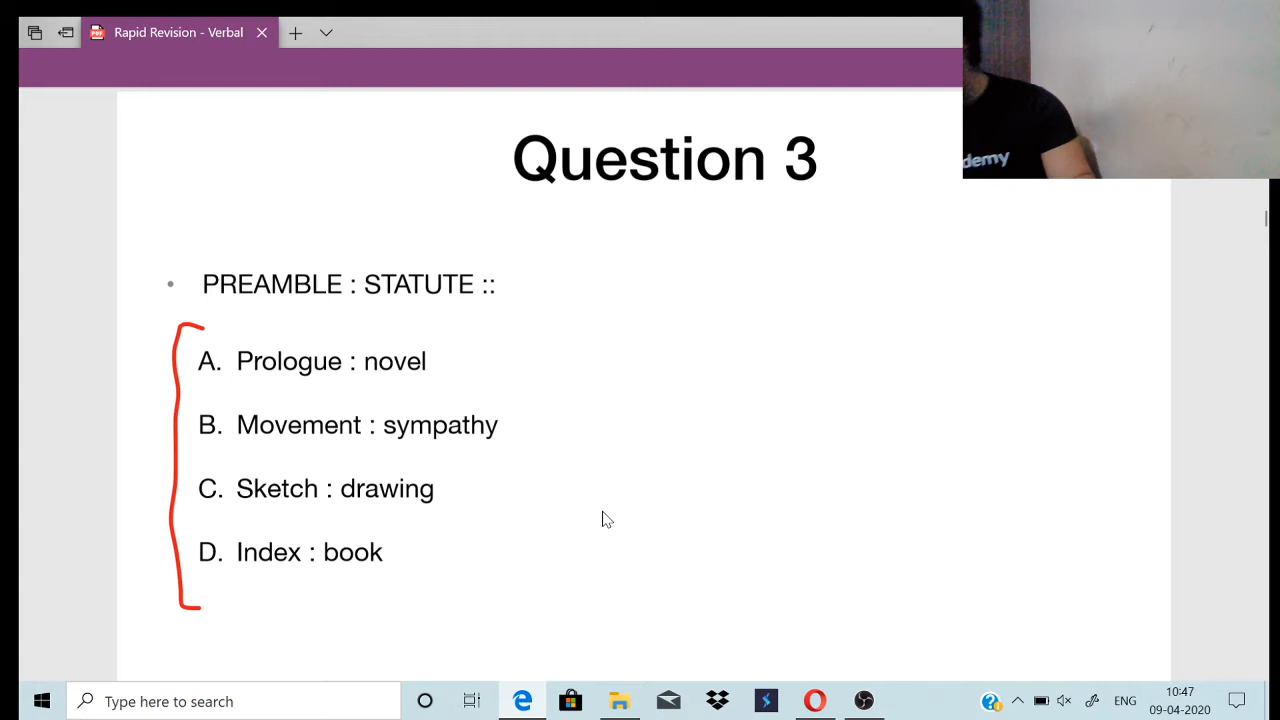 Rapid Revision - Verbal
demy
Question 3
• PREAMBLE : STATUTE ::
A. Prologue : novel
B. Movement : sympathy
C. Sketch : drawing
D. Index : book
Type here to search
ENG
10:47
09-04-2020